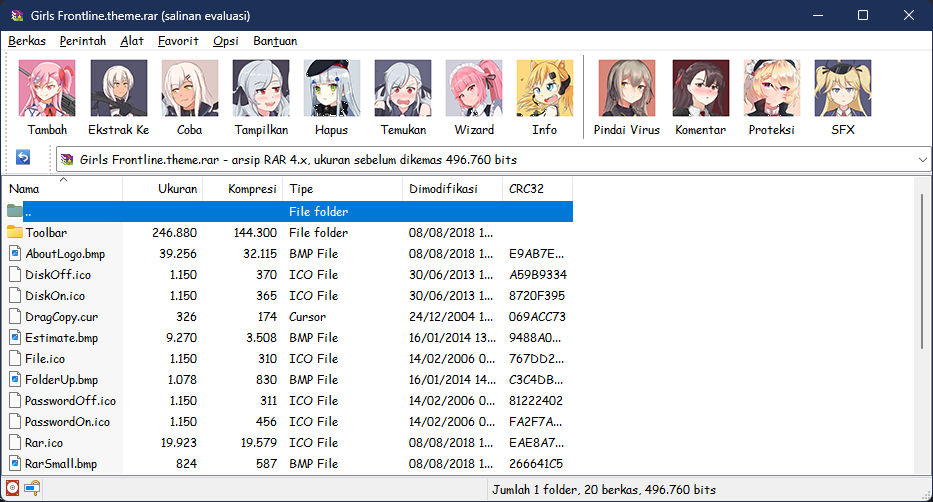 Girls Frontline.theme.rar (salinan evaluasi)
Berkas Perintah Alat Favorit Opsi Bantuan
Tambah Ekstrak Ke Coba Tampilkan Hapus Temukan Wizard Info Pindai Virus Komentar Proteksi SFX
Girls Frontline.theme.rar - arsip RAR 4.x, ukuran sebelum dikemas 496.760 bits
Nama Ukuran Kompresi Tipe Dimodifikasi CRC32
.. File folder
Toolbar 246.880 144.300 File folder 08/08/2018 1...
AboutLogo.bmp 39.256 32.115 BMP File 08/08/2018 1... E9AB7E...
DiskOff.ico 1.150 370 ICO File 30/06/2013 1... A59B9334
DiskOn.ico 1.150 365 ICO File 30/06/2013 1... 8720F395
DragCopy.cur 326 174 Cursor 24/12/2004 1... 069ACC73
Estimate.bmp 9.270 3.508 BMP File 16/01/2014 13... 9488A0...
File.ico 1.150 310 ICO File 14/02/2006 0... 767DD2...
FolderUp.bmp 1.078 830 BMP File 16/01/2014 14... C3C4DB...
PasswordOff.ico 1.150 311 ICO File 14/02/2006 0... 81222402
PasswordOn.ico 1.150 456 ICO File 14/02/2006 0... FA2F7A...
Rar.ico 19.923 19.579 ICO File 08/08/2018 1... EAE8A7...
RarSmall.bmp 824 587 BMP File 08/08/2018 1... 266641C5
Jumlah 1 folder, 20 berkas, 496.760 bits